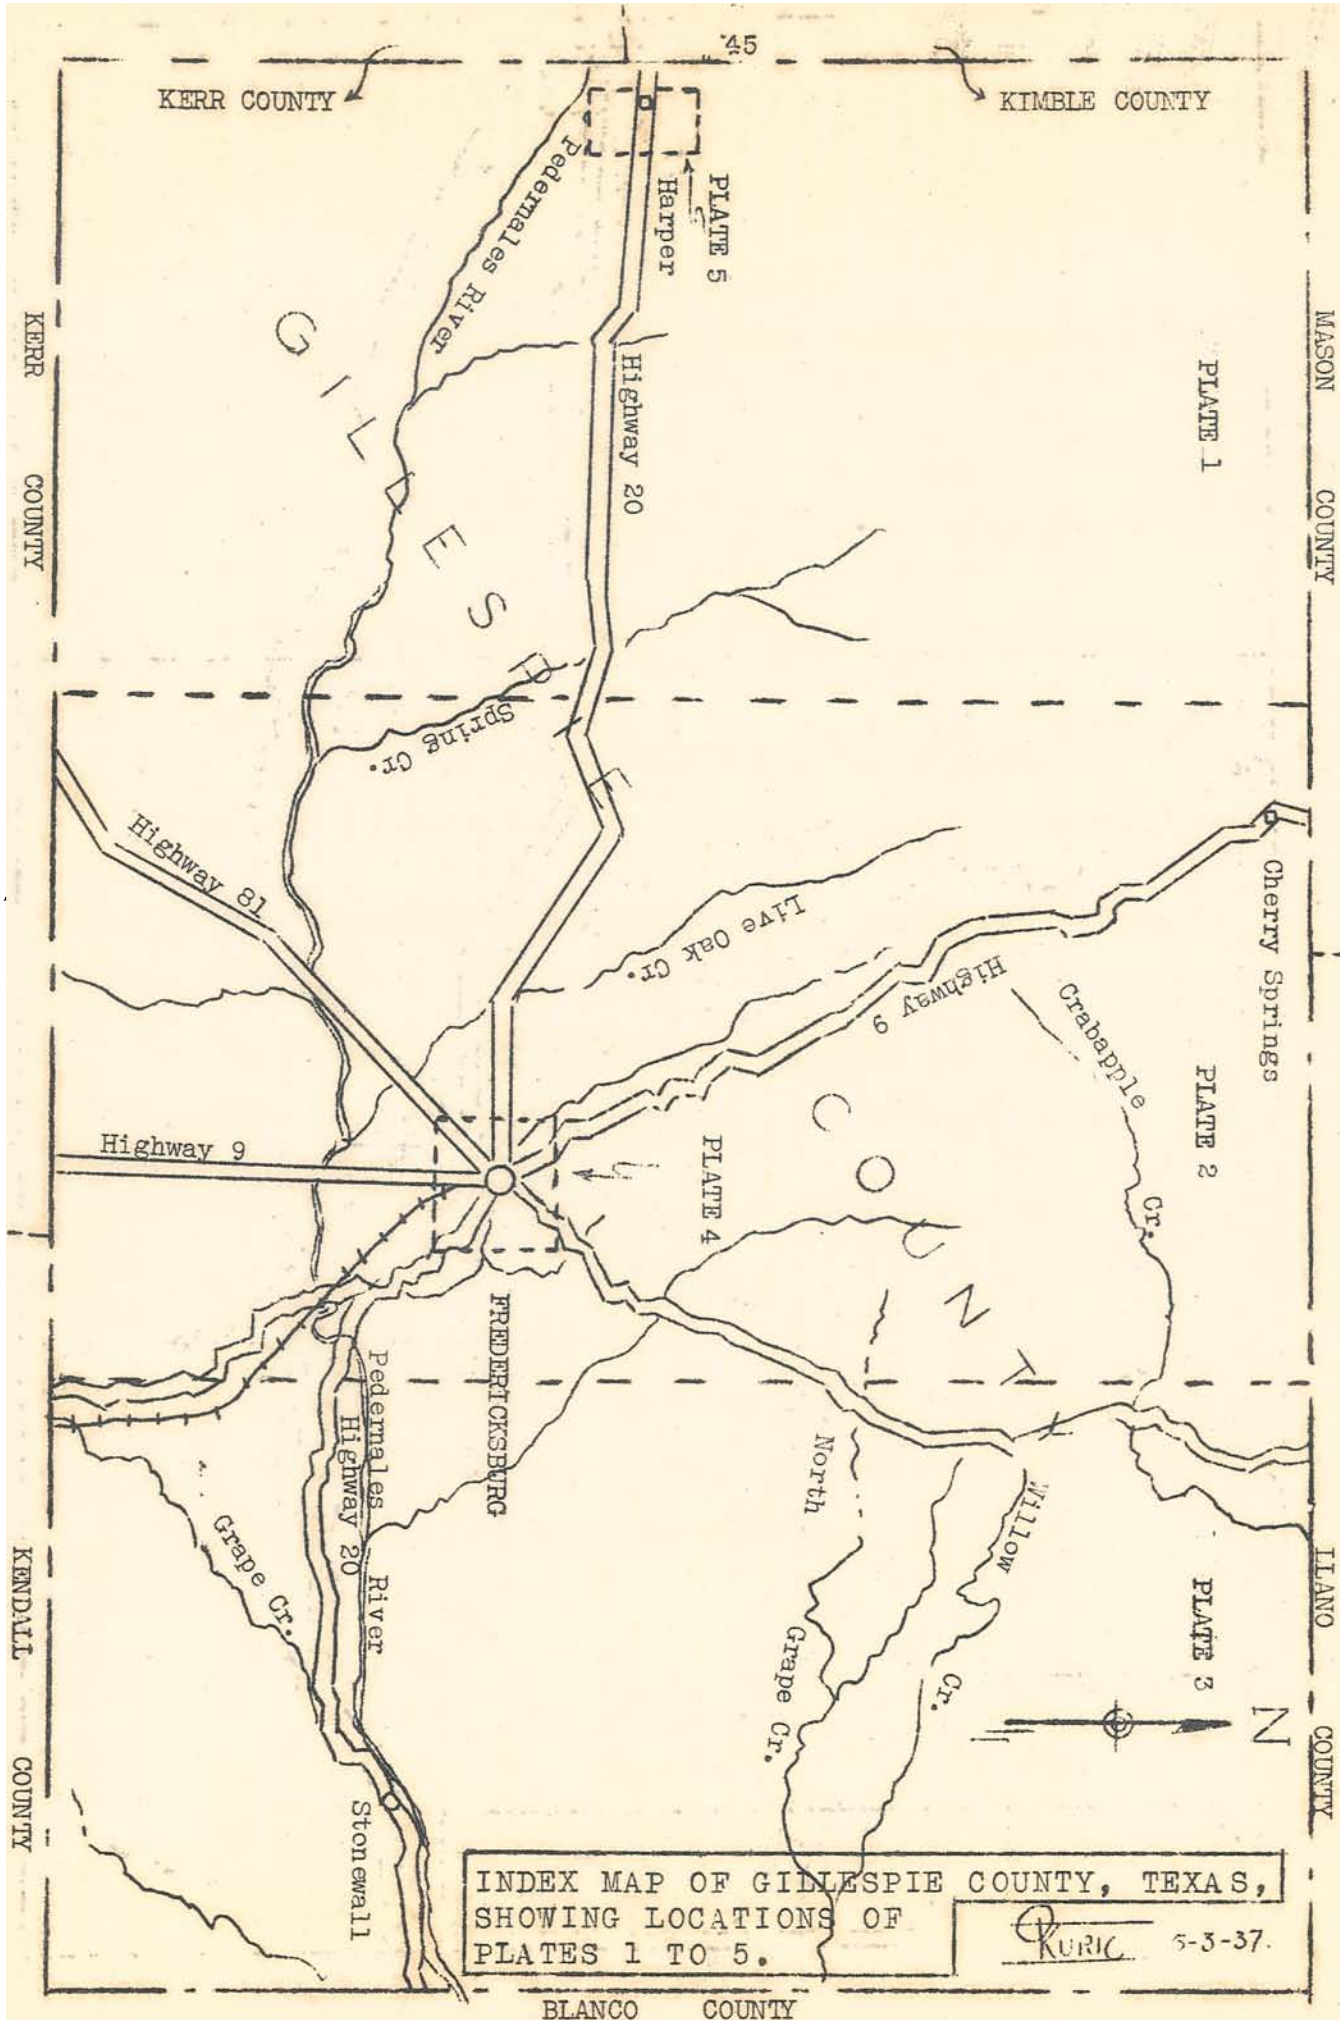 45
KERR COUNTY
KIMBLE COUNTY
PLATE 5
Harper
Pedernales River
KERR COUNTY
MASON COUNTY
PLATE 1
GILLESPIE
Highway 20
Spring Cr.
Highway 81
Live Oak Cr.
Highway 9
Cherry Springs
Crabapple
Cr.
PLATE 2
COUNTY
Highway 9
PLATE 4
4
FREDERICKSBURG
Pedernales
River
Highway 20
Grape Cr.
North
Grape Cr.
Willow
Cr.
PLATE 3
LLANO COUNTY
N
KENDALL COUNTY
Stonewall
INDEX MAP OF GILLESPIE COUNTY, TEXAS,
SHOWING LOCATIONS OF
PLATES 1 TO 5.
5-3-37.
BLANCO COUNTY